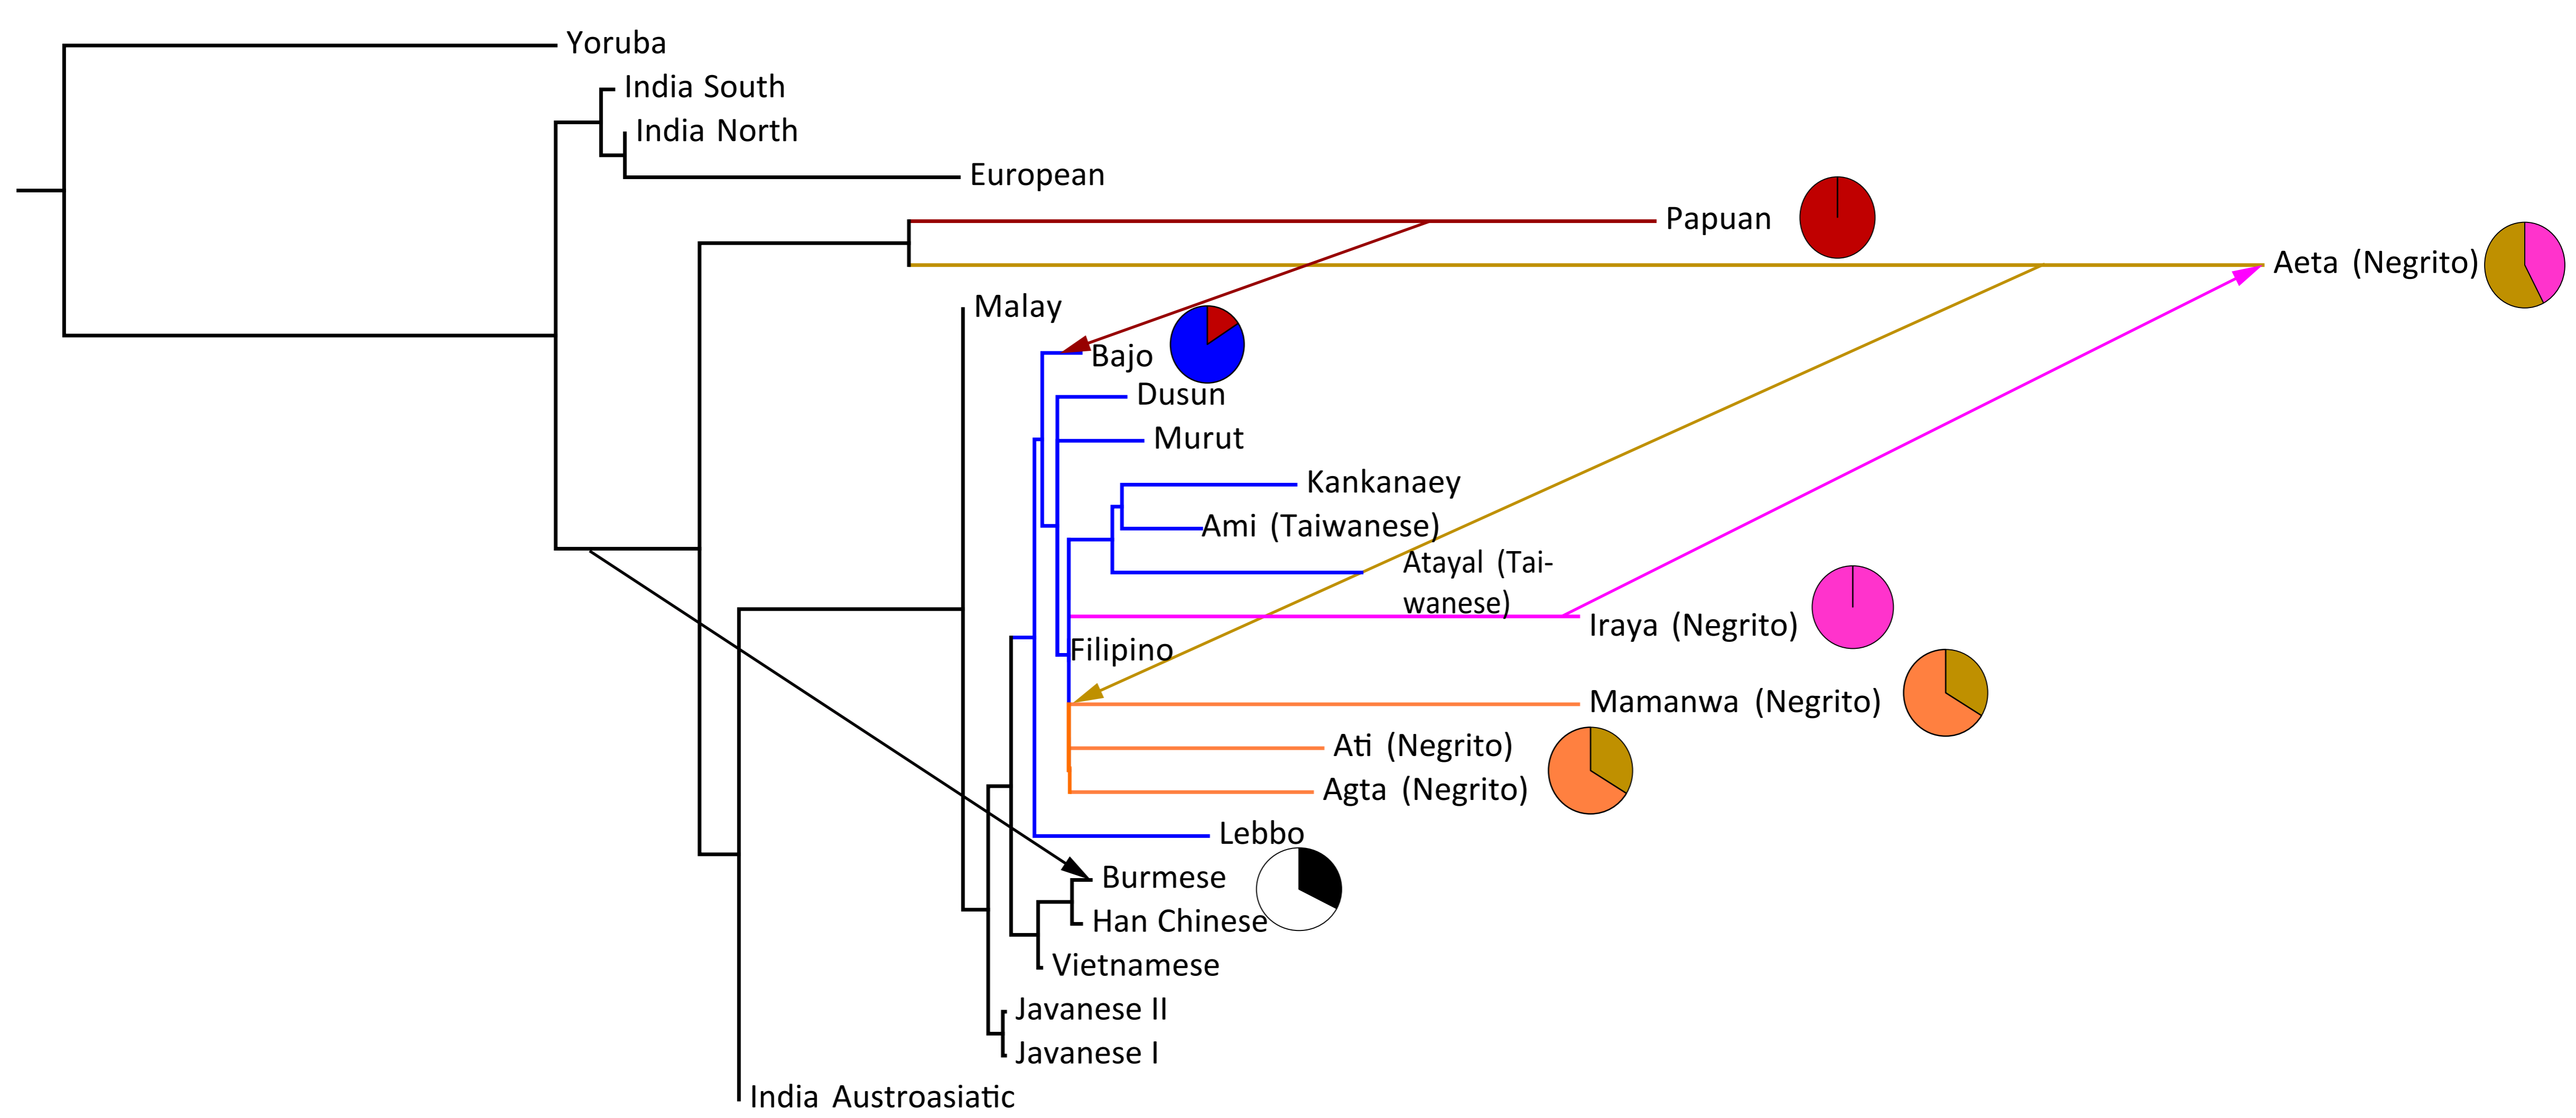 Yoruba
India South
India North
European
Papuan
Aeta (Negrito)
Malay
Bajo
Dusun
Murut
Kankanaey
Ami (Taiwanese)
Atayal (Tai-
wanese)
Iraya (Negrito)
Filipino
Mamanwa (Negrito)
Ati (Negrito)
Agta (Negrito)
Lebbo
Burmese
Han Chinese
Vietnamese
Javanese II
Javanese I
India Austroasiatic